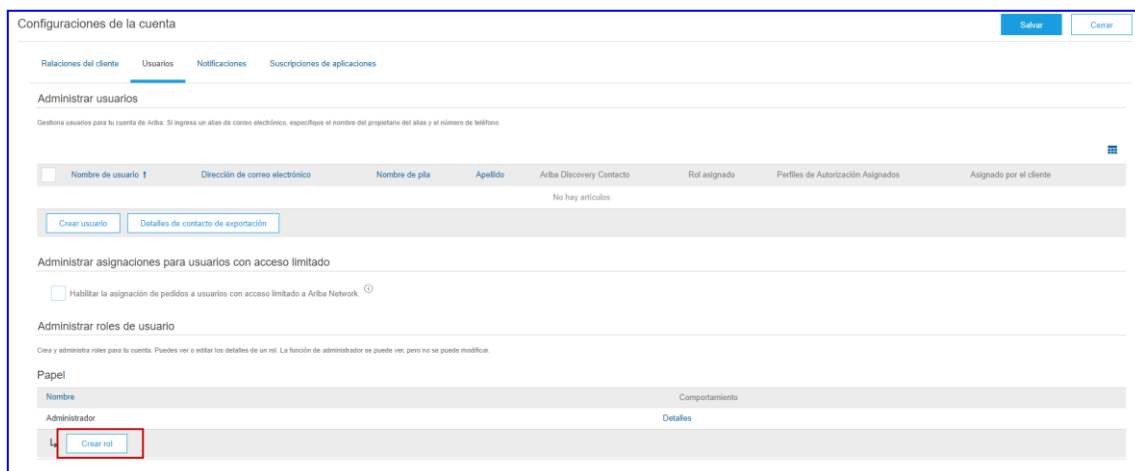 Configuraciones de la cuenta
Salvar
Cerrar
Relaciones del cliente
Usuarios
Notificaciones
Suscripciones de aplicaciones
Administrar usuarios
Gestiona usuarios para tu cuenta de Ariba. Si ingresa un alias de correo electrónico, especifique el nombre del propietario del alias y el número de teléfono.
Nombre de usuario ↑
Dirección de correo electrónico
Nombre de pila
Apellido
Ariba Discovery Contacto
Rol asignado
Perfiles de Autorización Asignados
Asignado por el cliente
No hay artículos
Crear usuario
Detalles de contacto de exportación
Administrar asignaciones para usuarios con acceso limitado
Habilitar la asignación de pedidos a usuarios con acceso limitado a Ariba Network.
Administrar roles de usuario
Crea y administra roles para tu cuenta. Puedes ver o editar los detalles de un rol. La función de administrador se puede ver, pero no se puede modificar.
Papel
Nombre
Comportamiento
Administrador
Detalles
Crear rol